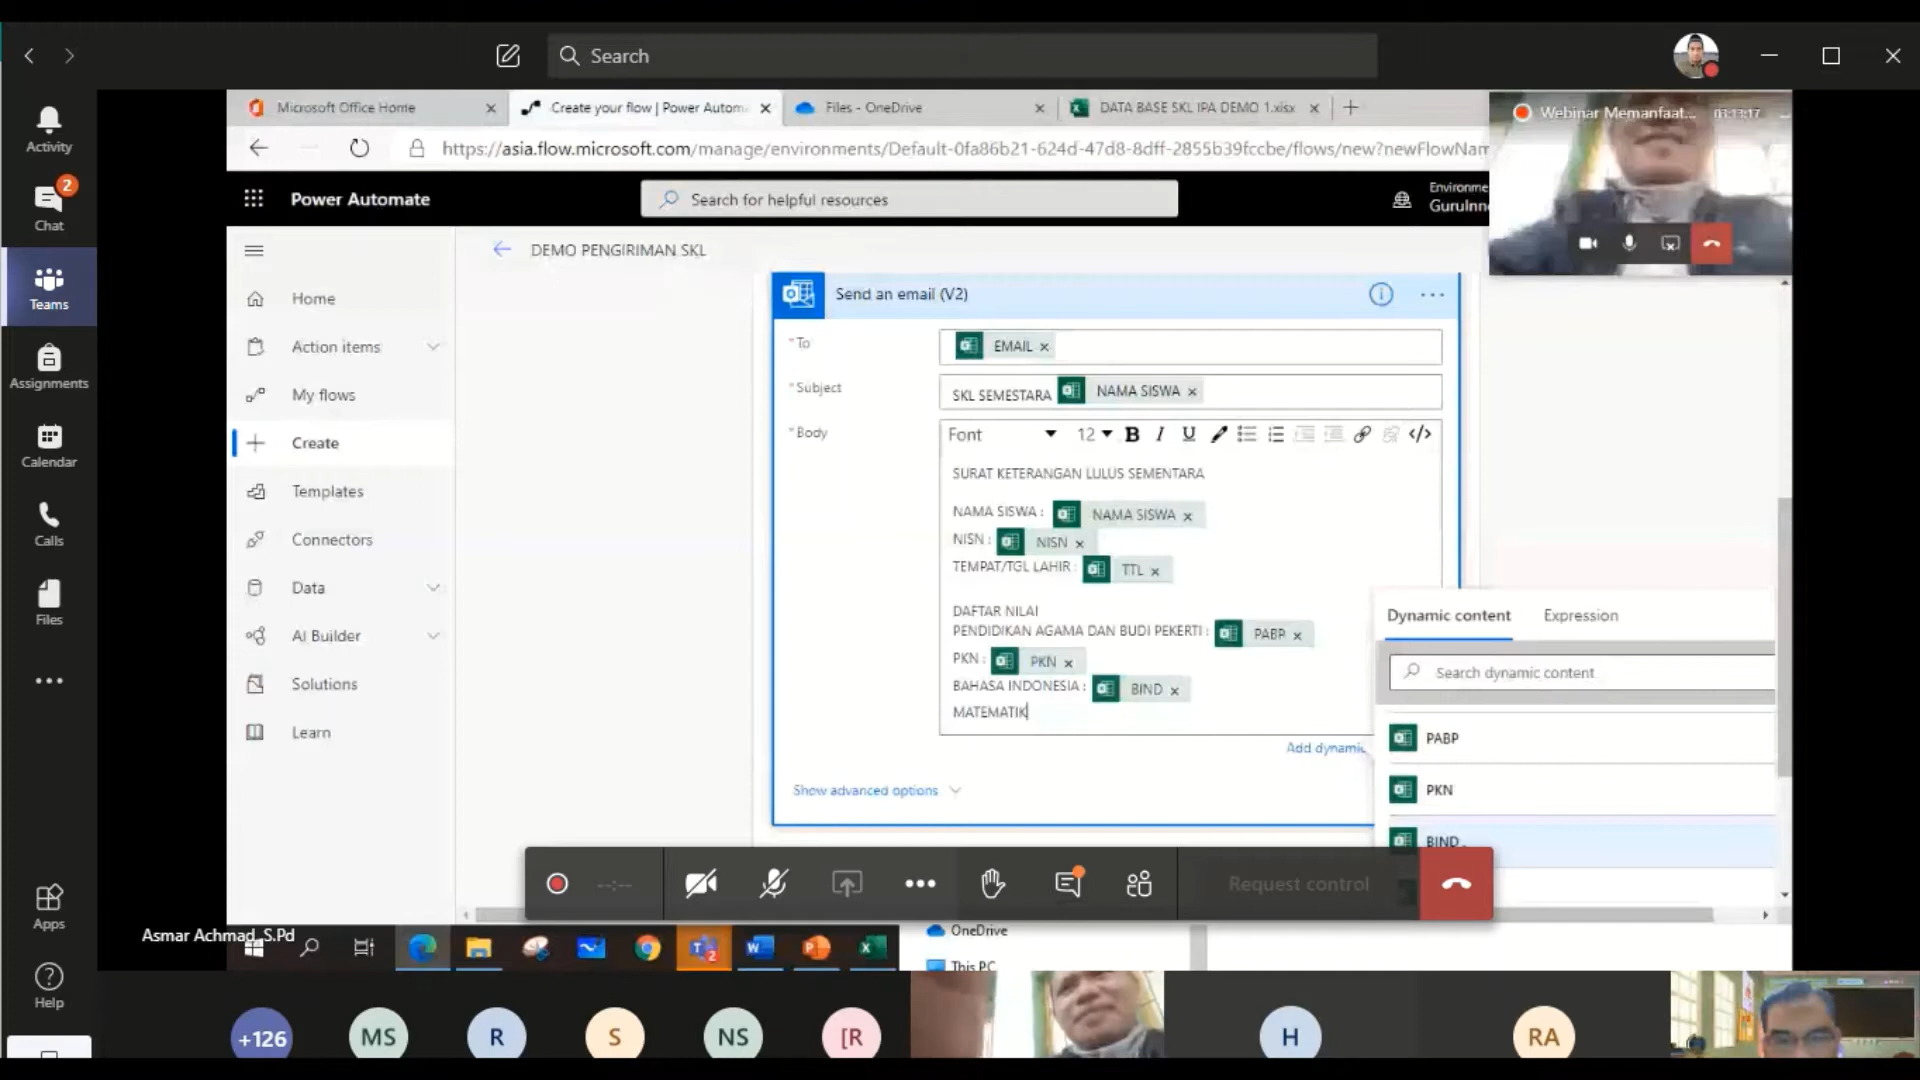 Search
Microsoft Office Home
Create your flow | Power Autom
Files - OneDrive
DATA BASE SKL IPA DEMO 1.xlsx
https://asia.flow.microsoft.com/manage/environments/Default-0fa86b21-624d-47d8-8dff-2855b39fccbe/flows/new?newFlowNam
Webinar Memanfaat... 03:13:17
Power Automate
Search for helpful resources
Environme
GuruInn
Activity
2
Chat
Teams
Assignments
Calendar
Calls
Files
Apps
Help
Home
Action items
My flows
Create
Templates
Connectors
Data
AI Builder
Solutions
Learn
DEMO PENGIRIMAN SKL
Send an email (V2)
* To
EMAIL
* Subject
SKL SEMESTARA NAMA SISWA
* Body
Font 12 B I U </>
SURAT KETERANGAN LULUS SEMENTARA
NAMA SISWA : NAMA SISWA
NISN : NISN
TEMPAT/TGL LAHIR : TTL
DAFTAR NILAI
PENDIDIKAN AGAMA DAN BUDI PEKERTI : PABP
PKN : PKN
BAHASA INDONESIA : BIND
MATEMATIK
Add dynamic
Show advanced options
Dynamic content
Expression
Search dynamic content
PABP
PKN
BIND
--:--
Request control
Asmar Achmad, S.Pd
OneDrive
This PC
+126
MS
R
S
NS
[R
H
RA